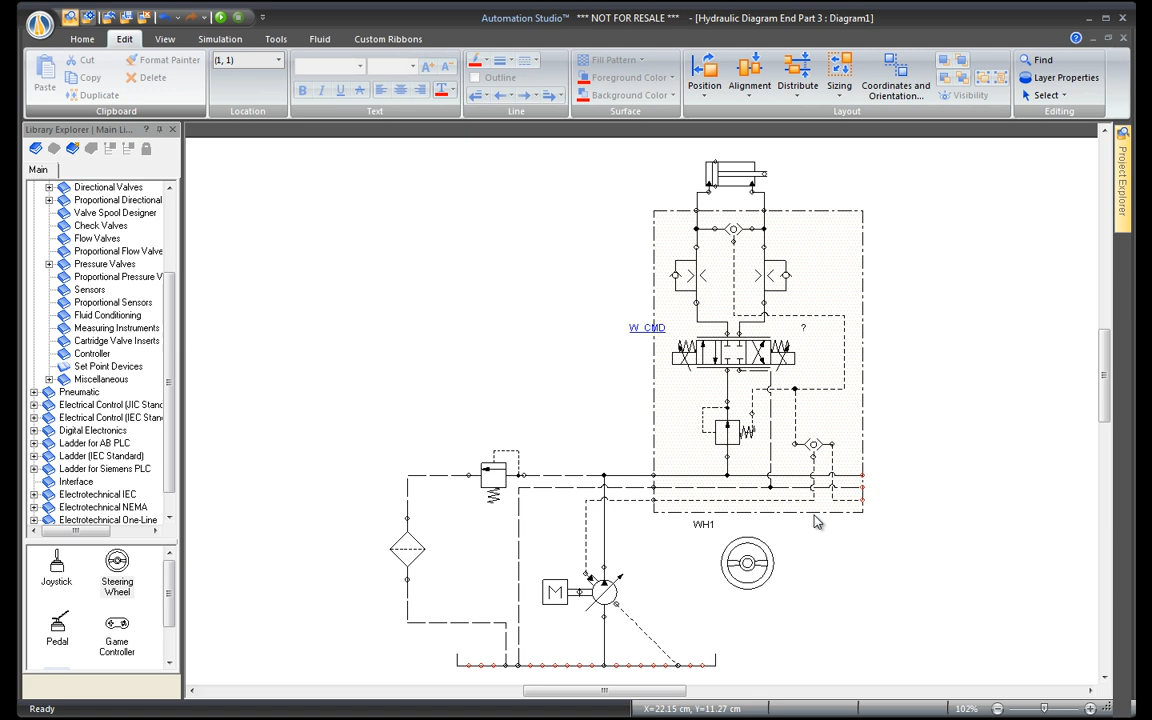 Automation Studio™ *** NOT FOR RESALE *** - [Hydraulic Diagram End Part 3 : Diagram1]
Home Edit View Simulation Tools Fluid Custom Ribbons
Cut
Copy
Duplicate
Paste
Format Painter
Delete
Clipboard
(1, 1)
Location
B I U
Text
Outline
Line
Fill Pattern
Foreground Color
Background Color
Surface
Position
Alignment
Distribute
Sizing
Coordinates and
Orientation...
Visibility
Layout
Find
Layer Properties
Select
Editing
Library Explorer | Main Li...
Main
Directional Valves
Proportional Directional
Valve Spool Designer
Check Valves
Flow Valves
Proportional Flow Valve
Pressure Valves
Proportional Pressure V
Sensors
Proportional Sensors
Fluid Conditioning
Measuring Instruments
Cartridge Valve Inserts
Controller
Set Point Devices
Miscellaneous
Pneumatic
Electrical Control (JIC Stand
Electrical Control (IEC Stan
Digital Electronics
Ladder for AB PLC
Ladder (IEC Standard)
Ladder for Siemens PLC
Interface
Electrotechnical IEC
Electrotechnical NEMA
Electrotechnical One-Line
Joystick
Steering
Wheel
Pedal
Game
Controller
W_CMD
?
WH1
M
Project Explorer
Ready
X=22.15 cm, Y=11.27 cm
102%